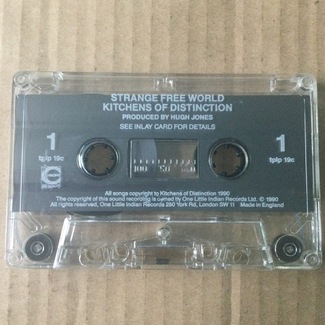 STRANGE FREE WORLD
KITCHENS OF DISTINCTION
PRODUCED BY HUGH JONES
SEE INLAY CARD FOR DETAILS
1
tplp 19c
1
tplp 19c
100 50 0
All songs copyright to Kitchens of Distinction 1990
The copyright of this sound recording is owned by One Little Indian Records Ltd. © 1990
All rights reserved, One Little Indian Records 250 York Rd, London SW 11 Made in England